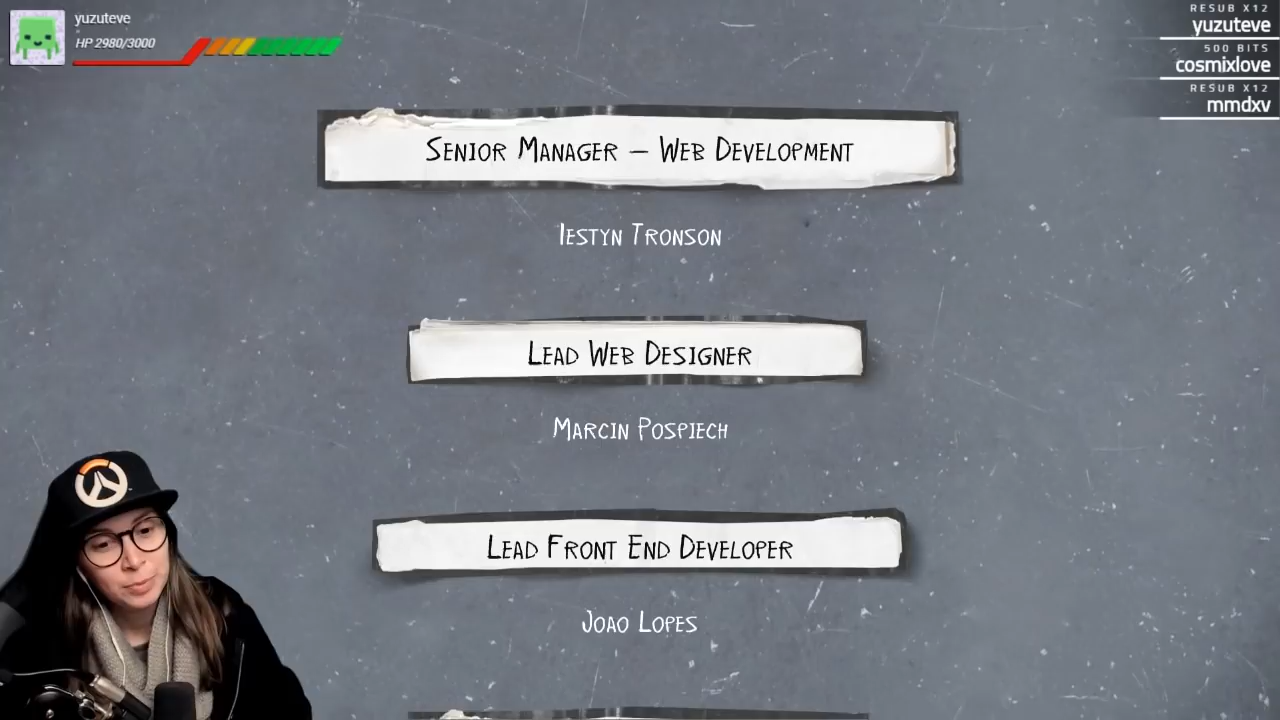 yuzuteve
HP 2980/3000
RESUB X12
yuzuteve
500 BITS
cosmixlove
RESUB X12
mmdxv
Senior Manager – Web Development
Iestyn Tronson
Lead Web Designer
Marcin Pospiech
Lead Front End Developer
Joao Lopes